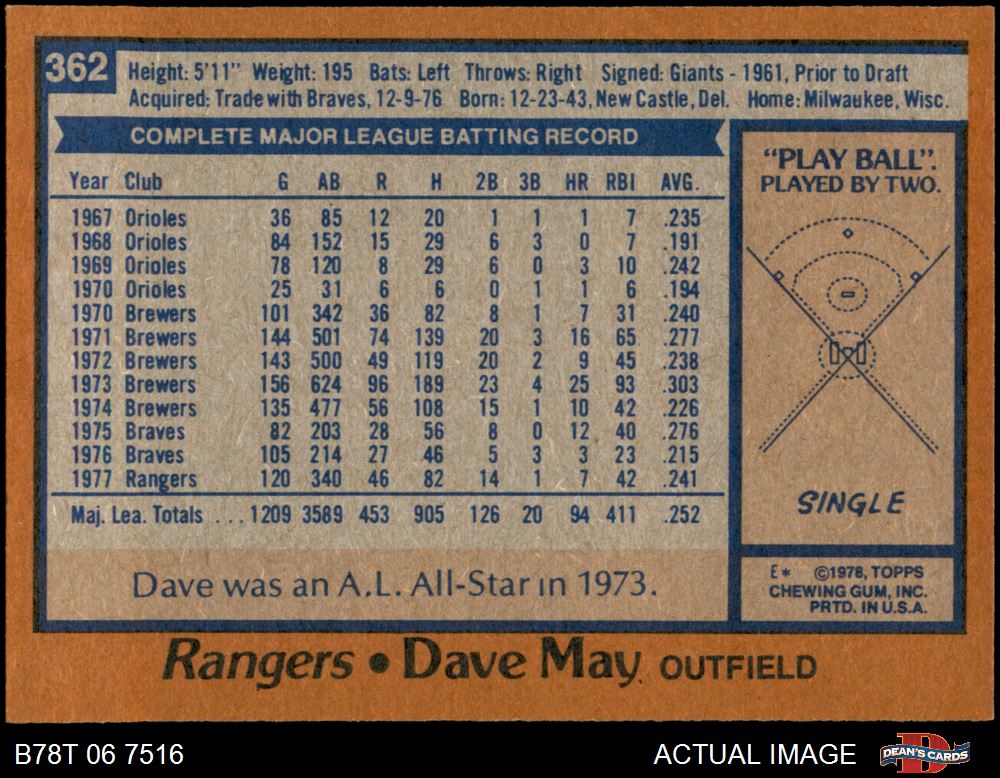 362
Height: 5'11" Weight: 195 Bats: Left Throws: Right Signed: Giants - 1961, Prior to Draft
Acquired: Trade with Braves, 12-9-76 Born: 12-23-43, New Castle, Del. Home: Milwaukee, Wisc.
COMPLETE MAJOR LEAGUE BATTING RECORD
Year Club G AB R H 2B 3B HR RBI AVG.
1967 Orioles 36 85 12 20 1 1 1 7 .235
1968 Orioles 84 152 15 29 6 3 0 7 .191
1969 Orioles 78 120 8 29 6 0 3 10 .242
1970 Orioles 25 31 6 6 0 1 1 6 .194
1970 Brewers 101 342 36 82 8 1 7 31 .240
1971 Brewers 144 501 74 139 20 3 16 65 .277
1972 Brewers 143 500 49 119 20 2 9 45 .238
1973 Brewers 156 624 96 189 23 4 25 93 .303
1974 Brewers 135 477 56 108 15 1 10 42 .226
1975 Braves 82 203 28 56 8 0 12 40 .276
1976 Braves 105 214 27 46 5 3 3 23 .215
1977 Rangers 120 340 46 82 14 1 7 42 .241
Maj. Lea. Totals ... 1209 3589 453 905 126 20 94 411 .252
Dave was an A.L. All-Star in 1973.
"PLAY BALL".
PLAYED BY TWO.
SINGLE
E* ©1978, TOPPS
CHEWING GUM, INC.
PRTD. IN U.S.A.
Rangers • Dave May OUTFIELD
B78T 06 7516 ACTUAL IMAGE DEAN'S CARDS